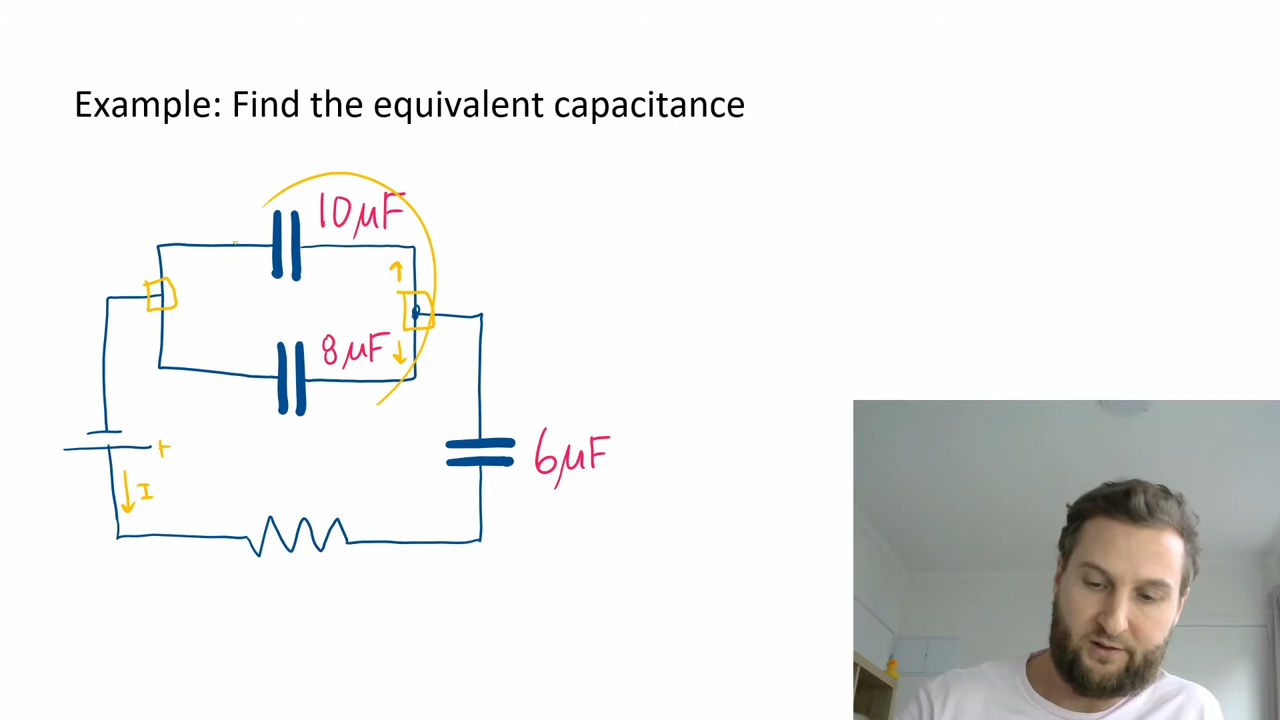 Example: Find the equivalent capacitance
10μF
8μF
+
6μF
I